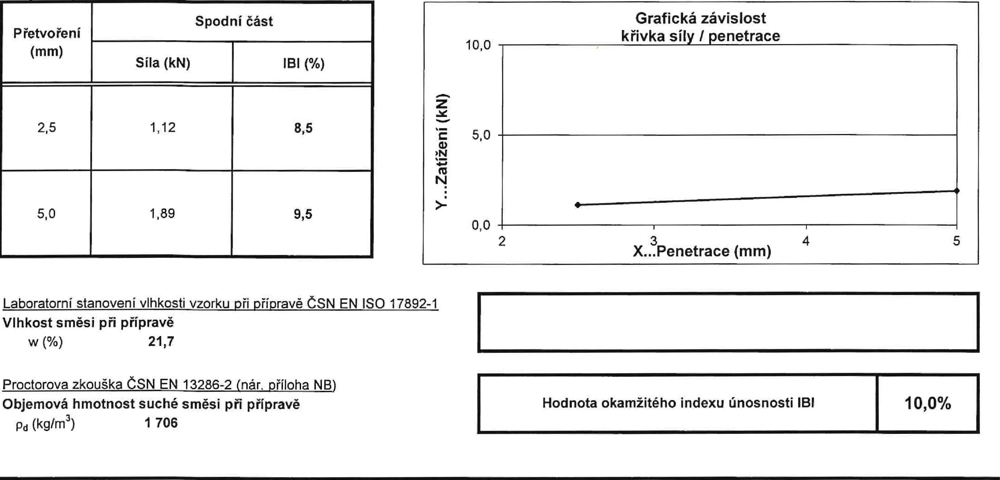 Přetvoření
(mm)
Spodní část
Síla (kN)
IBI (%)
2,5
1,12
8,5
5,0
1,89
9,5
Grafická závislost
křivka síly / penetrace
10,0
5,0
0,0
Y...Zatížení (kN)
2
3
4
5
X...Penetrace (mm)
Laboratorní stanovení vlhkosti vzorku při přípravě ČSN EN ISO 17892-1
Vlhkost směsi při přípravě
w (%) 21,7
Proctorova zkouška ČSN EN 13286-2 (nár. příloha NB)
Objemová hmotnost suché směsi při přípravě
ρd (kg/m³) 1 706
Hodnota okamžitého indexu únosnosti IBI
10,0%